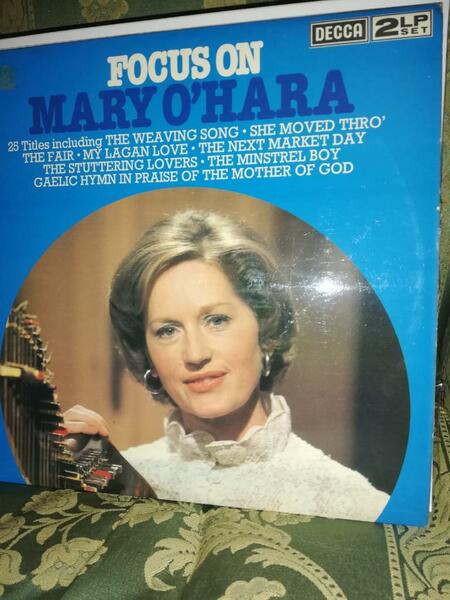 DECCA 2LP SET
FOCUS ON
MARY O'HARA
25 Titles including THE WEAVING SONG • SHE MOVED THRO'
THE FAIR • MY LAGAN LOVE • THE NEXT MARKET DAY
THE STUTTERING LOVERS • THE MINSTREL BOY
GAELIC HYMN IN PRAISE OF THE MOTHER OF GOD